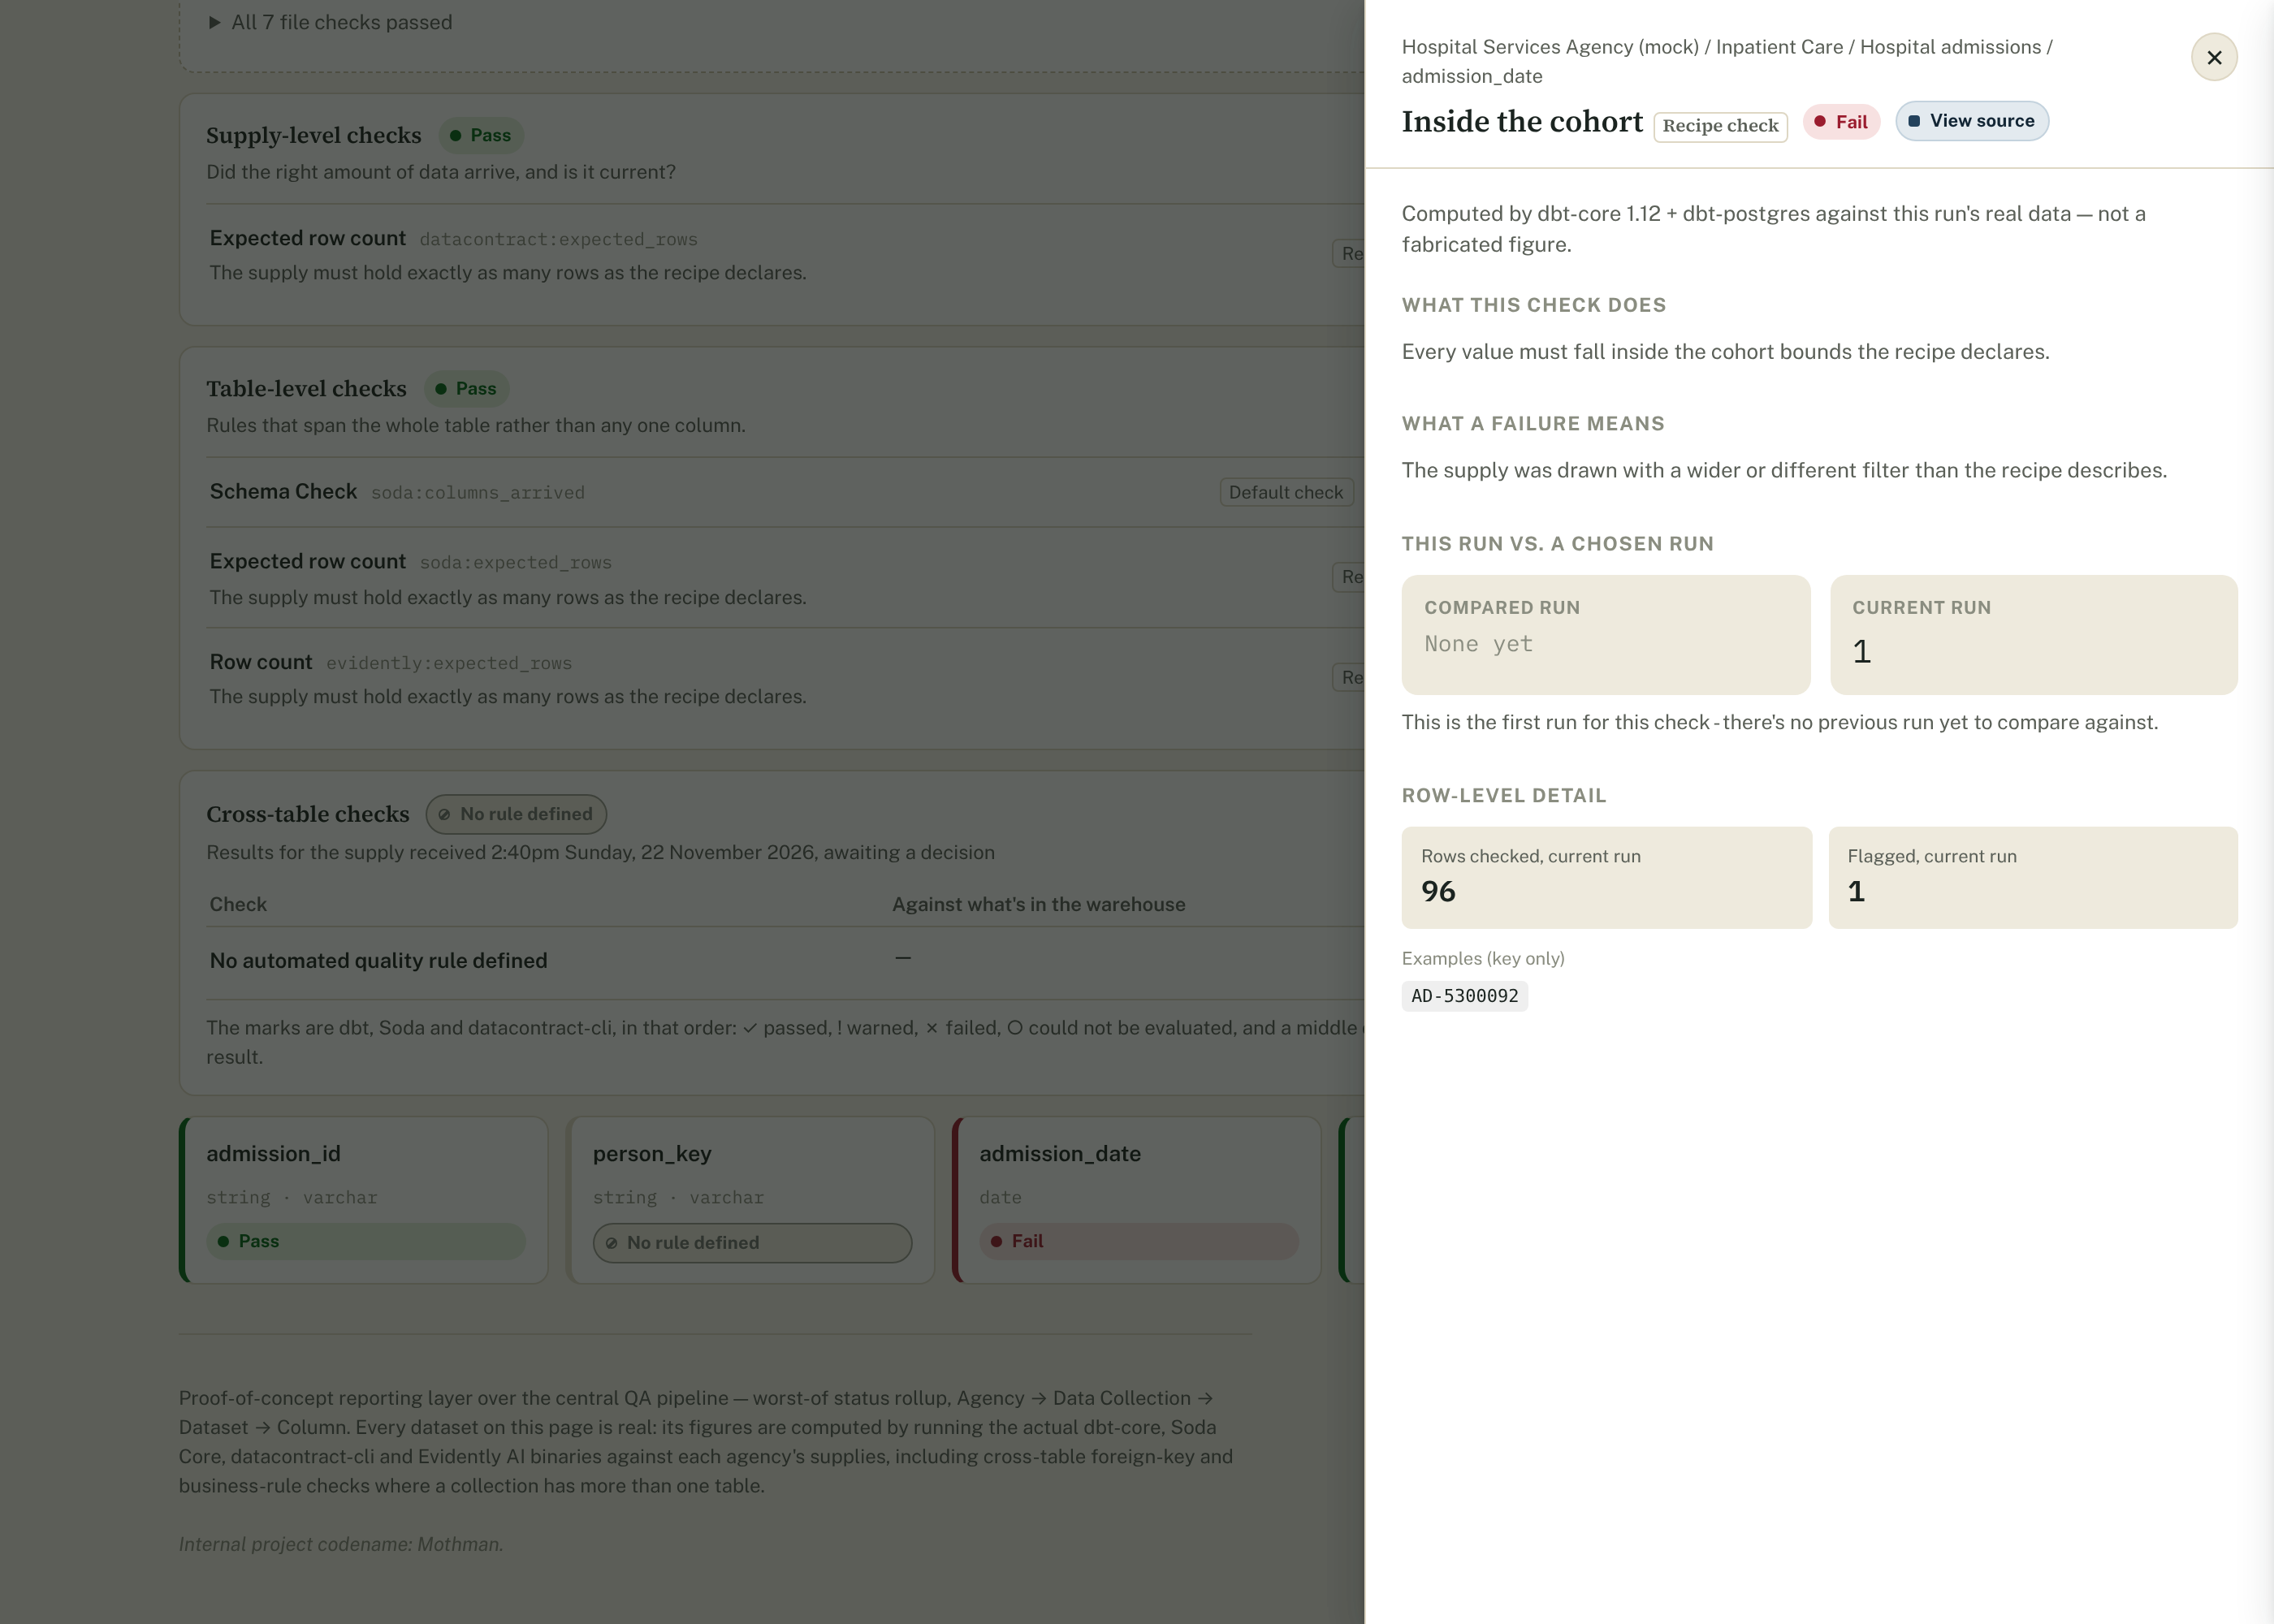 ▶ All 7 file checks passed
Supply-level checks Pass
Did the right amount of data arrive, and is it current?
Expected row count datacontract:expected_rows
Re
The supply must hold exactly as many rows as the recipe declares.
Table-level checks Pass
Rules that span the whole table rather than any one column.
Schema Check soda:columns_arrived Default check
Expected row count soda:expected_rows
Re
The supply must hold exactly as many rows as the recipe declares.
Row count evidently:expected_rows
Re
The supply must hold exactly as many rows as the recipe declares.
Cross-table checks No rule defined
Results for the supply received 2:40pm Sunday, 22 November 2026, awaiting a decision
Check Against what's in the warehouse
No automated quality rule defined —
The marks are dbt, Soda and datacontract-cli, in that order: ✓ passed, ! warned, × failed, ○ could not be evaluated, and a middle
result.
admission_id person_key admission_date
string · varchar string · varchar date
Pass No rule defined Fail
Proof-of-concept reporting layer over the central QA pipeline — worst-of status rollup, Agency → Data Collection →
Dataset → Column. Every dataset on this page is real: its figures are computed by running the actual dbt-core, Soda
Core, datacontract-cli and Evidently AI binaries against each agency's supplies, including cross-table foreign-key and
business-rule checks where a collection has more than one table.
Internal project codename: Mothman.
Hospital Services Agency (mock) / Inpatient Care / Hospital admissions /
admission_date
✕
Inside the cohort Recipe check Fail View source
Computed by dbt-core 1.12 + dbt-postgres against this run's real data — not a
fabricated figure.
WHAT THIS CHECK DOES
Every value must fall inside the cohort bounds the recipe declares.
WHAT A FAILURE MEANS
The supply was drawn with a wider or different filter than the recipe describes.
THIS RUN VS. A CHOSEN RUN
COMPARED RUN CURRENT RUN
None yet 1
This is the first run for this check - there's no previous run yet to compare against.
ROW-LEVEL DETAIL
Rows checked, current run Flagged, current run
96 1
Examples (key only)
AD-5300092